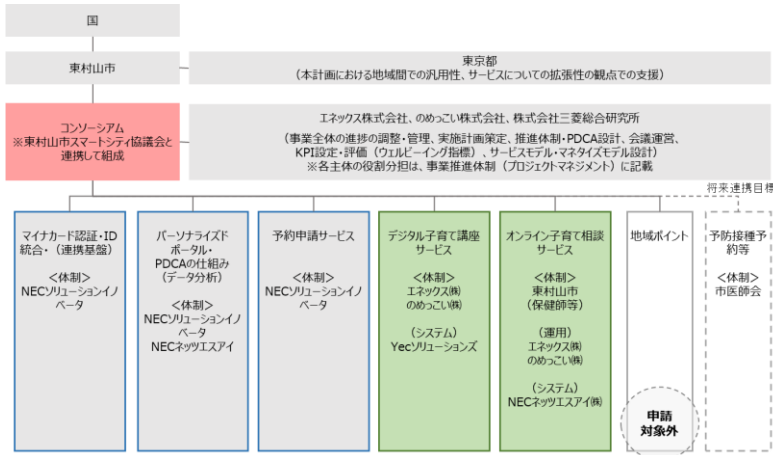 国
東村山市
東京都
（本計画における地域間での汎用性、サービスについての拡張性の観点での支援）
コンソーシアム
※東村山市スマートシティ協議会と
連携して組成
エネックス株式会社、のめっこい株式会社、株式会社三菱総合研究所
（事業全体の進捗の調整・管理、実施計画策定、推進体制・PDCA設計、会議運営、
KPI設定・評価（ウェルビーイング指標）、サービスモデル・マネタイズモデル設計）
※各主体の役割分担は、事業推進体制（プロジェクトマネジメント）に記載
将来連携目標
マイナカード認証・ID
統合・（連携基盤）
＜体制＞
NECソリューションイノ
ベータ
パーソナライズド
ポータル・
PDCAの仕組み
（データ分析）
＜体制＞
NECソリューションイノ
ベータ
NECネッツエスアイ
予約申請サービス
＜体制＞
NECソリューションイノ
ベータ
デジタル子育て講座
サービス
＜体制＞
エネックス㈱
のめっこい㈱
（システム）
Yecソリューションズ
オンライン子育て相談
サービス
＜体制＞
東村山市
（保健師等）
（運用）
エネックス㈱
のめっこい㈱
（システム）
NECネッツエスアイ㈱
地域ポイント
申請
対象外
予防接種予
約等
＜体制＞
市医師会